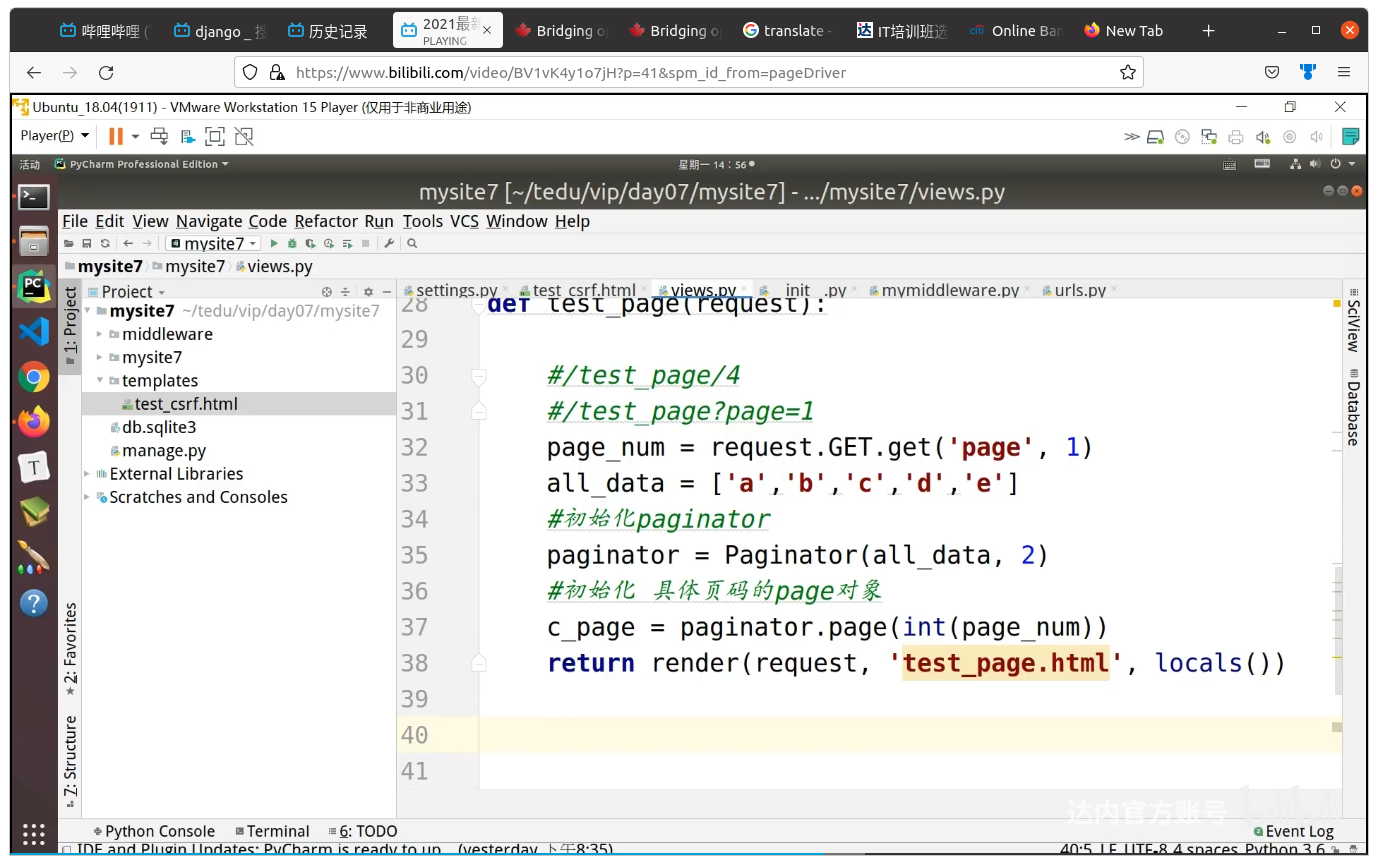 哔哩哔哩 (
django _ 搜
历史记录
2021最新
PLAYING
Bridging o
Bridging o
translate -
IT培训班选
Online Ban
New Tab
https://www.bilibili.com/video/BV1vK4y1o7jH?p=41&spm_id_from=pageDriver
Ubuntu_18.04(1911) - VMware Workstation 15 Player (仅用于非商业用途)
Player(P)
活动 PyCharm Professional Edition 星期一 14：56
mysite7 [~/tedu/vip/day07/mysite7] - .../mysite7/views.py
File Edit View Navigate Code Refactor Run Tools VCS Window Help
mysite7
mysite7 mysite7 views.py
Project settings.py test_csrf.html views.py __init__.py mymiddleware.py urls.py
1: Project
mysite7 ~/tedu/vip/day07/mysite7
middleware
mysite7
templates
test_csrf.html
db.sqlite3
manage.py
External Libraries
Scratches and Consoles
2: Favorites
7: Structure
28 def test_page(request):
29
30 #/test_page/4
31 #/test_page?page=1
32 page_num = request.GET.get('page', 1)
33 all_data = ['a','b','c','d','e']
34 #初始化paginator
35 paginator = Paginator(all_data, 2)
36 #初始化 具体页码的page对象
37 c_page = paginator.page(int(page_num))
38 return render(request, 'test_page.html', locals())
39
40
41
SciView
Database
达内官方账号 bilibili
Python Console Terminal 6: TODO Event Log
IDE and Plugin Updates: PyCharm is ready to up... (yesterday 下午8:35) 40:5 LF UTF-8 4 spaces Python 3.6